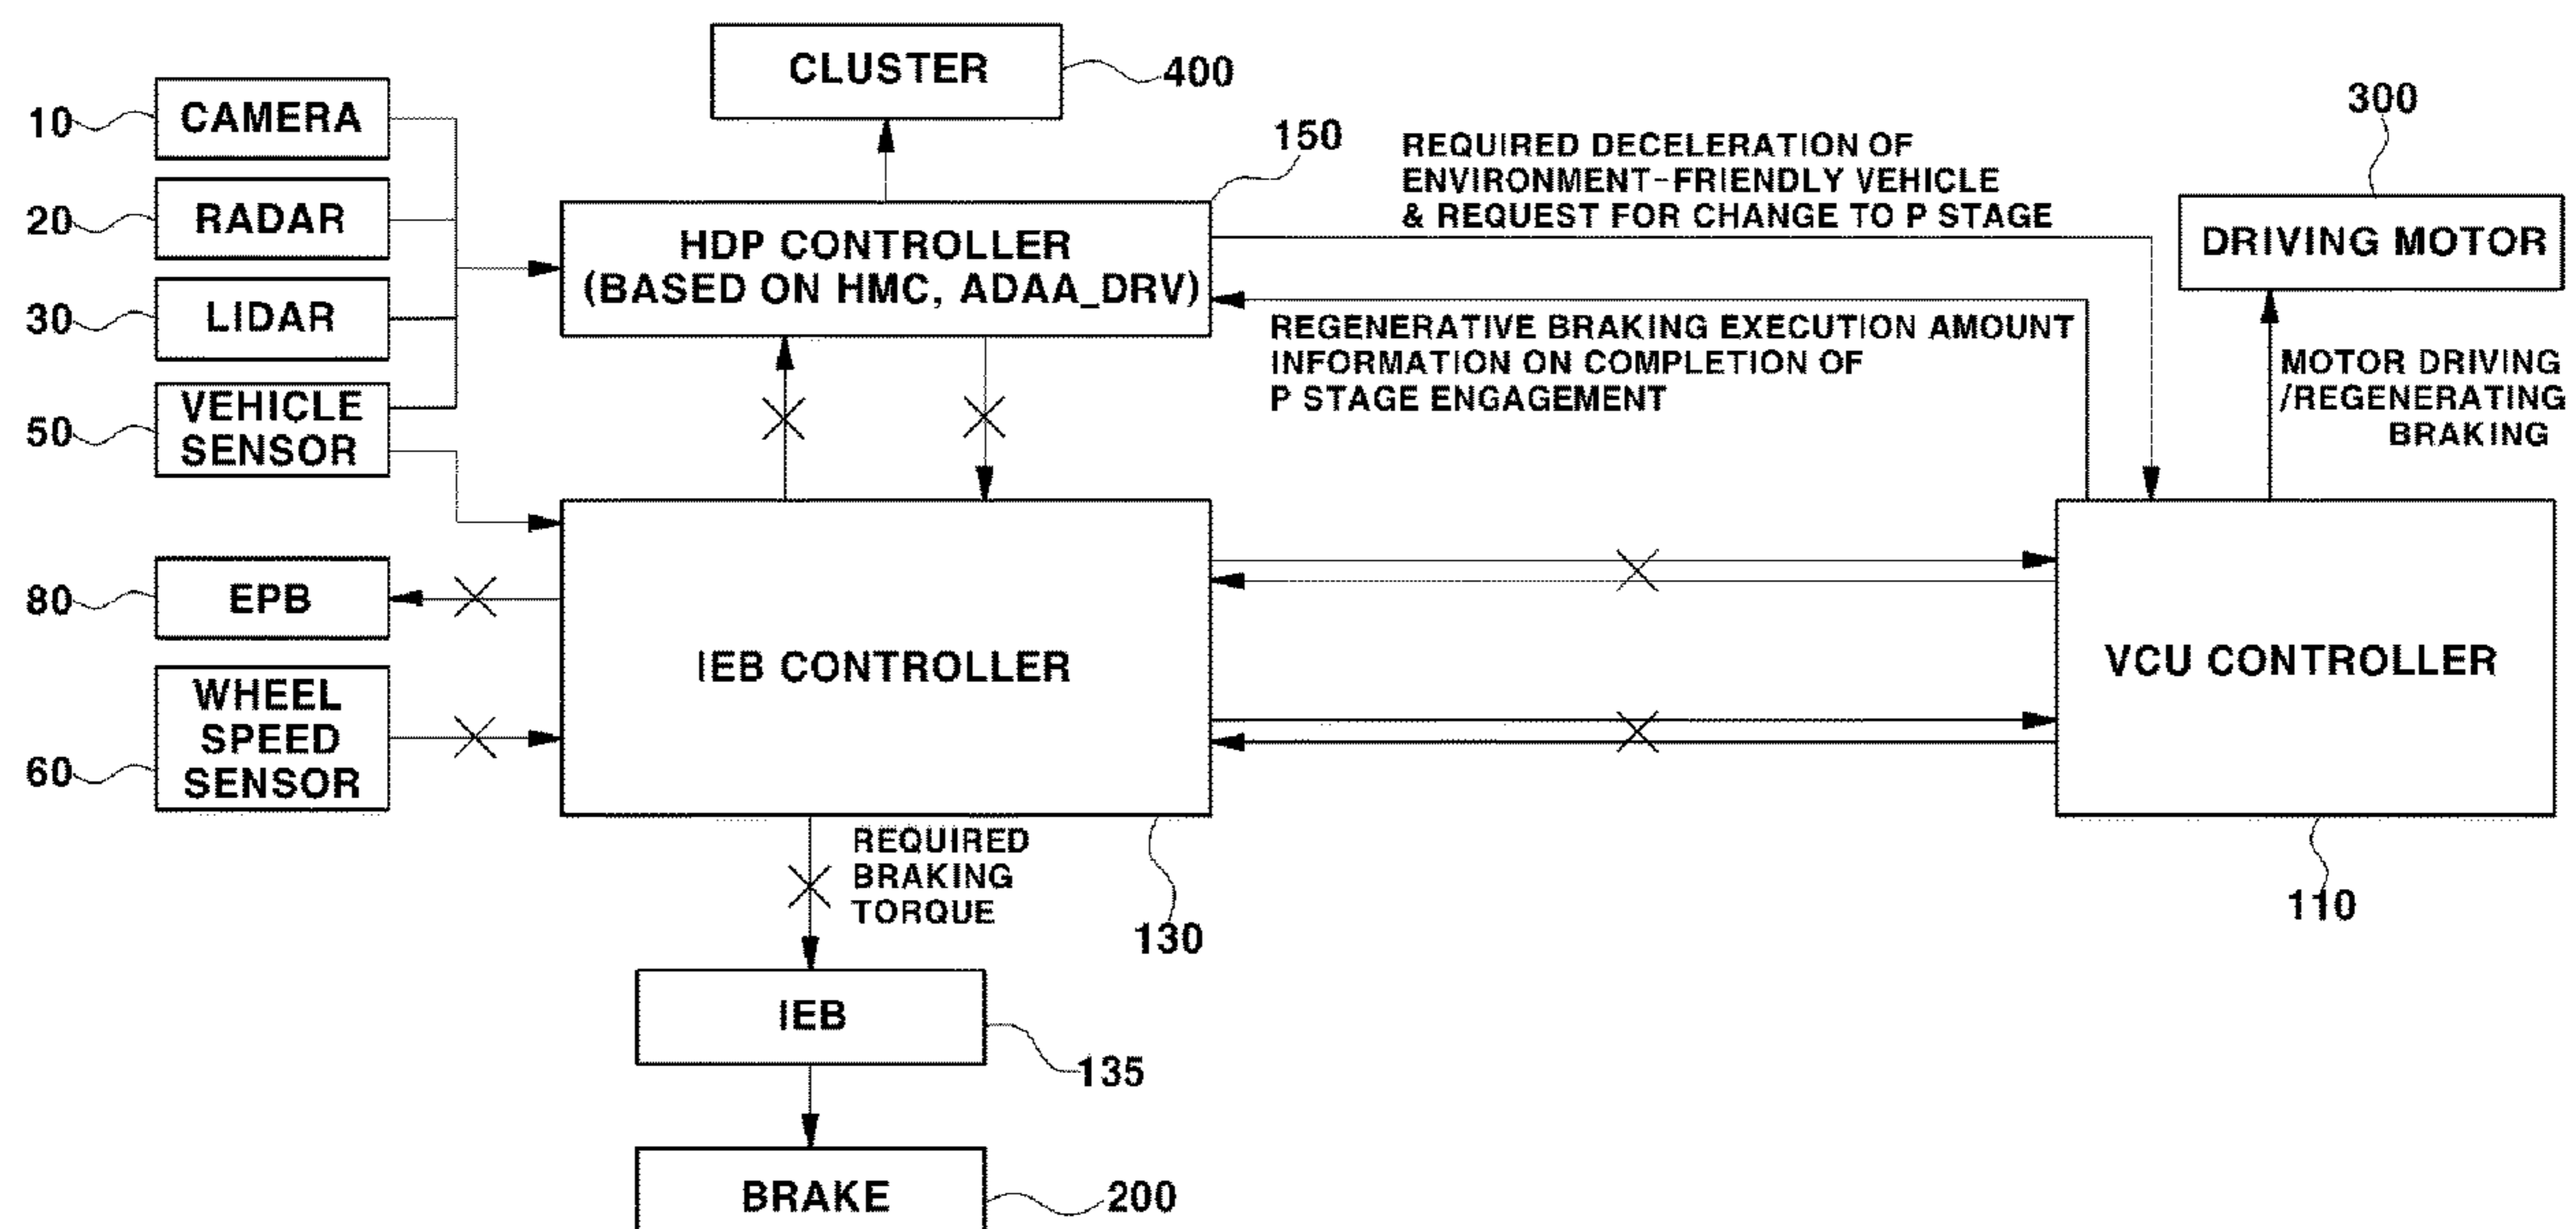 CLUSTER
400
10
CAMERA
20
RADAR
30
LIDAR
50
VEHICLE
SENSOR
80
EPB
60
WHEEL
SPEED
SENSOR
150
HDP CONTROLLER
(BASED ON HMC, ADAA_DRV)
REQUIRED DECELERATION OF
ENVIRONMENT-FRIENDLY VEHICLE
& REQUEST FOR CHANGE TO P STAGE
REGENERATIVE BRAKING EXECUTION AMOUNT
INFORMATION ON COMPLETION OF
P STAGE ENGAGEMENT
300
DRIVING MOTOR
MOTOR DRIVING
/REGENERATING
BRAKING
IEB CONTROLLER
130
VCU CONTROLLER
110
REQUIRED
BRAKING
TORQUE
IEB
135
BRAKE
200